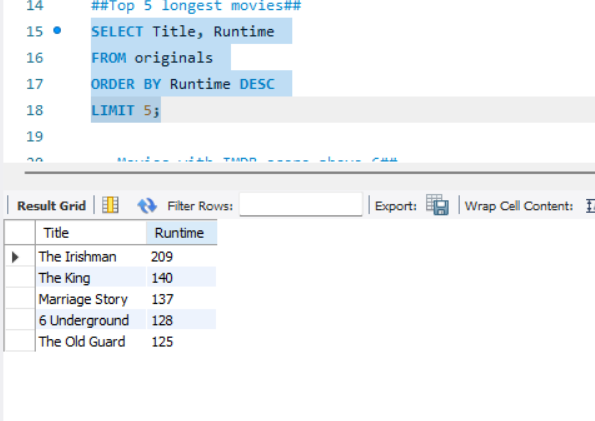 14 ##Top 5 longest movies##
15 SELECT Title, Runtime
16 FROM originals
17 ORDER BY Runtime DESC
18 LIMIT 5;
19
20 Movies with IMDB score above 6##
Result Grid Filter Rows: Export: Wrap Cell Content:
Title Runtime
The Irishman 209
The King 140
Marriage Story 137
6 Underground 128
The Old Guard 125